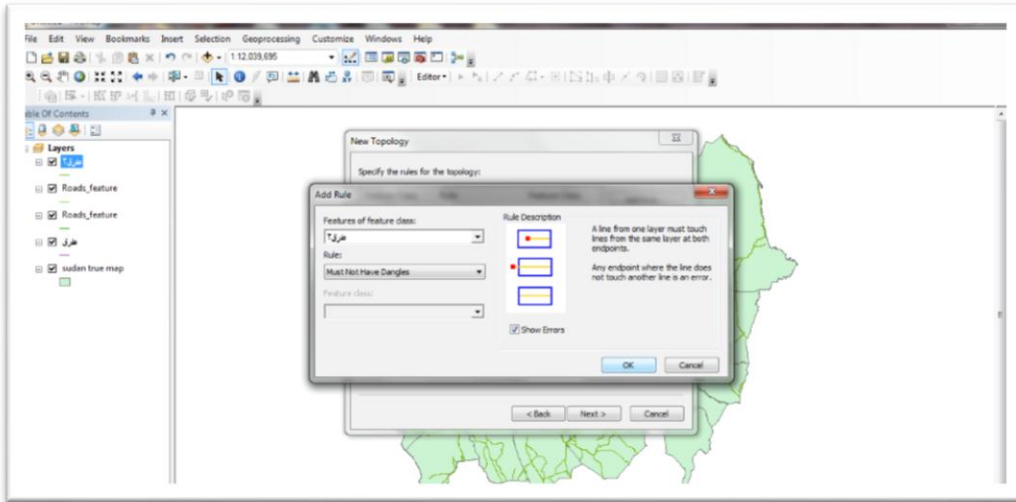 File Edit View Bookmarks Insert Selection Geoprocessing Customize Windows Help
1:12,039,695
Editor
Table Of Contents
Layers
طرق٢
Roads_feature
Roads_feature
طرق
sudan true map
New Topology
Specify the rules for the topology:
Add Rule
Features of feature class:
طرق٢
Rule:
Must Not Have Dangles
Feature class:
Rule Description
A line from one layer must touch
lines from the same layer at both
endpoints.
Any endpoint where the line does
not touch another line is an error.
Show Errors
OK Cancel
< Back Next > Cancel